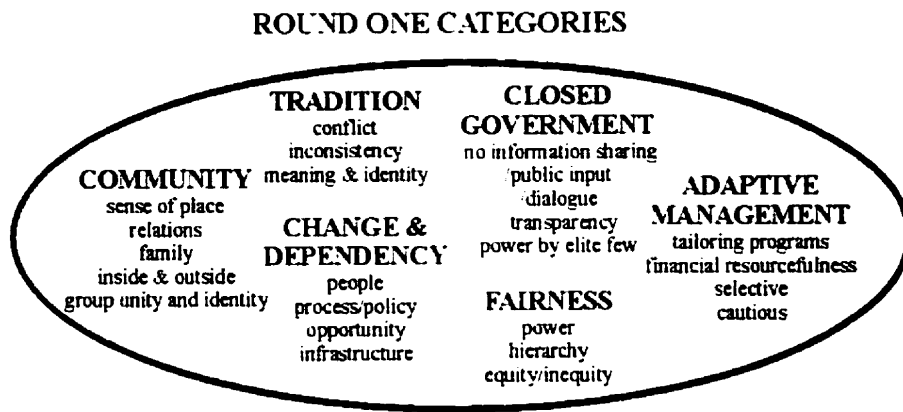 ROUND ONE CATEGORIES
COMMUNITY
sense of place
relations
family
inside & outside
group unity and identity
TRADITION
conflict
inconsistency
meaning & identity
CHANGE &
DEPENDENCY
people
process/policy
opportunity
infrastructure
CLOSED
GOVERNMENT
no information sharing
/public input
/dialogue
transparency
power by elite few
FAIRNESS
power
hierarchy
equity/inequity
ADAPTIVE
MANAGEMENT
tailoring programs
financial resourcefulness
selective
cautious